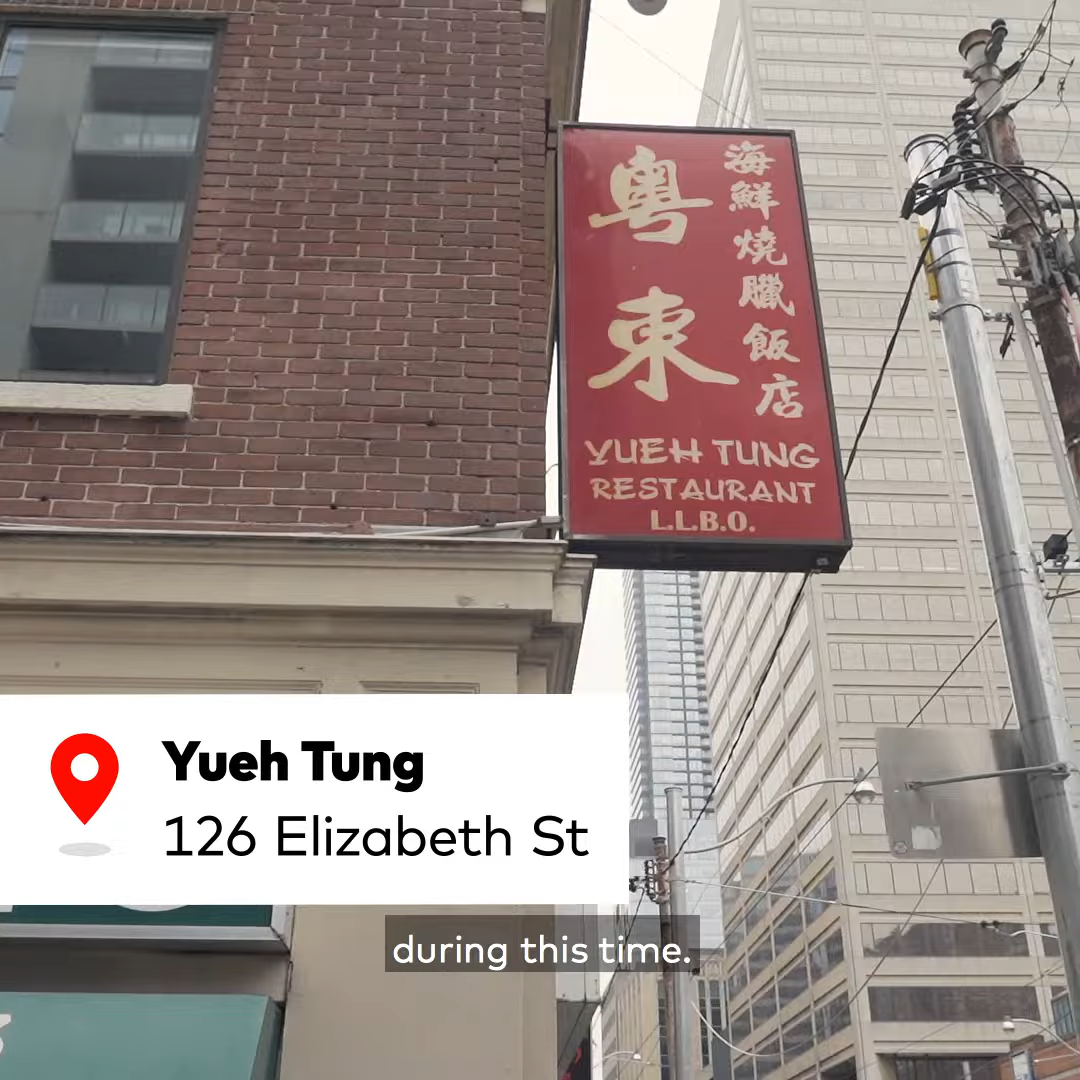 粵東
海鮮燒臘飯店
YUEH TUNG
RESTAURANT
L.L.B.O.
Yueh Tung
126 Elizabeth St
during this time.